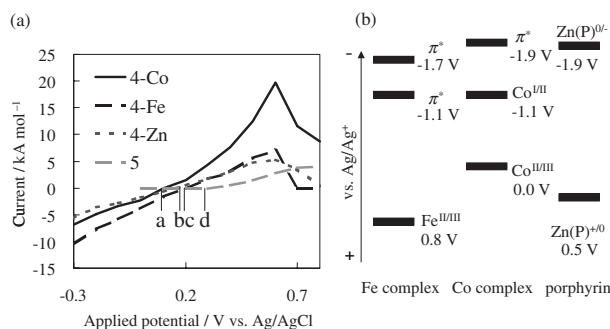 (a)
25
20
15
10
5
0
-5
-10
-15
Current / kA mol⁻¹
4-Co
4-Fe
4-Zn
5
a
bc
d
-0.3
0.2
0.7
Applied potential / V vs. Ag/AgCl
(b)
-
vs. Ag/Ag⁺
+
π*
-1.7 V
π*
-1.1 V
Fe^II/III
0.8 V
Fe complex
π*
-1.9 V
Co^I/II
-1.1 V
Co^II/III
0.0 V
Co complex
Zn(P)^0/-
-1.9 V
Zn(P)^+/0
0.5 V
porphyrin